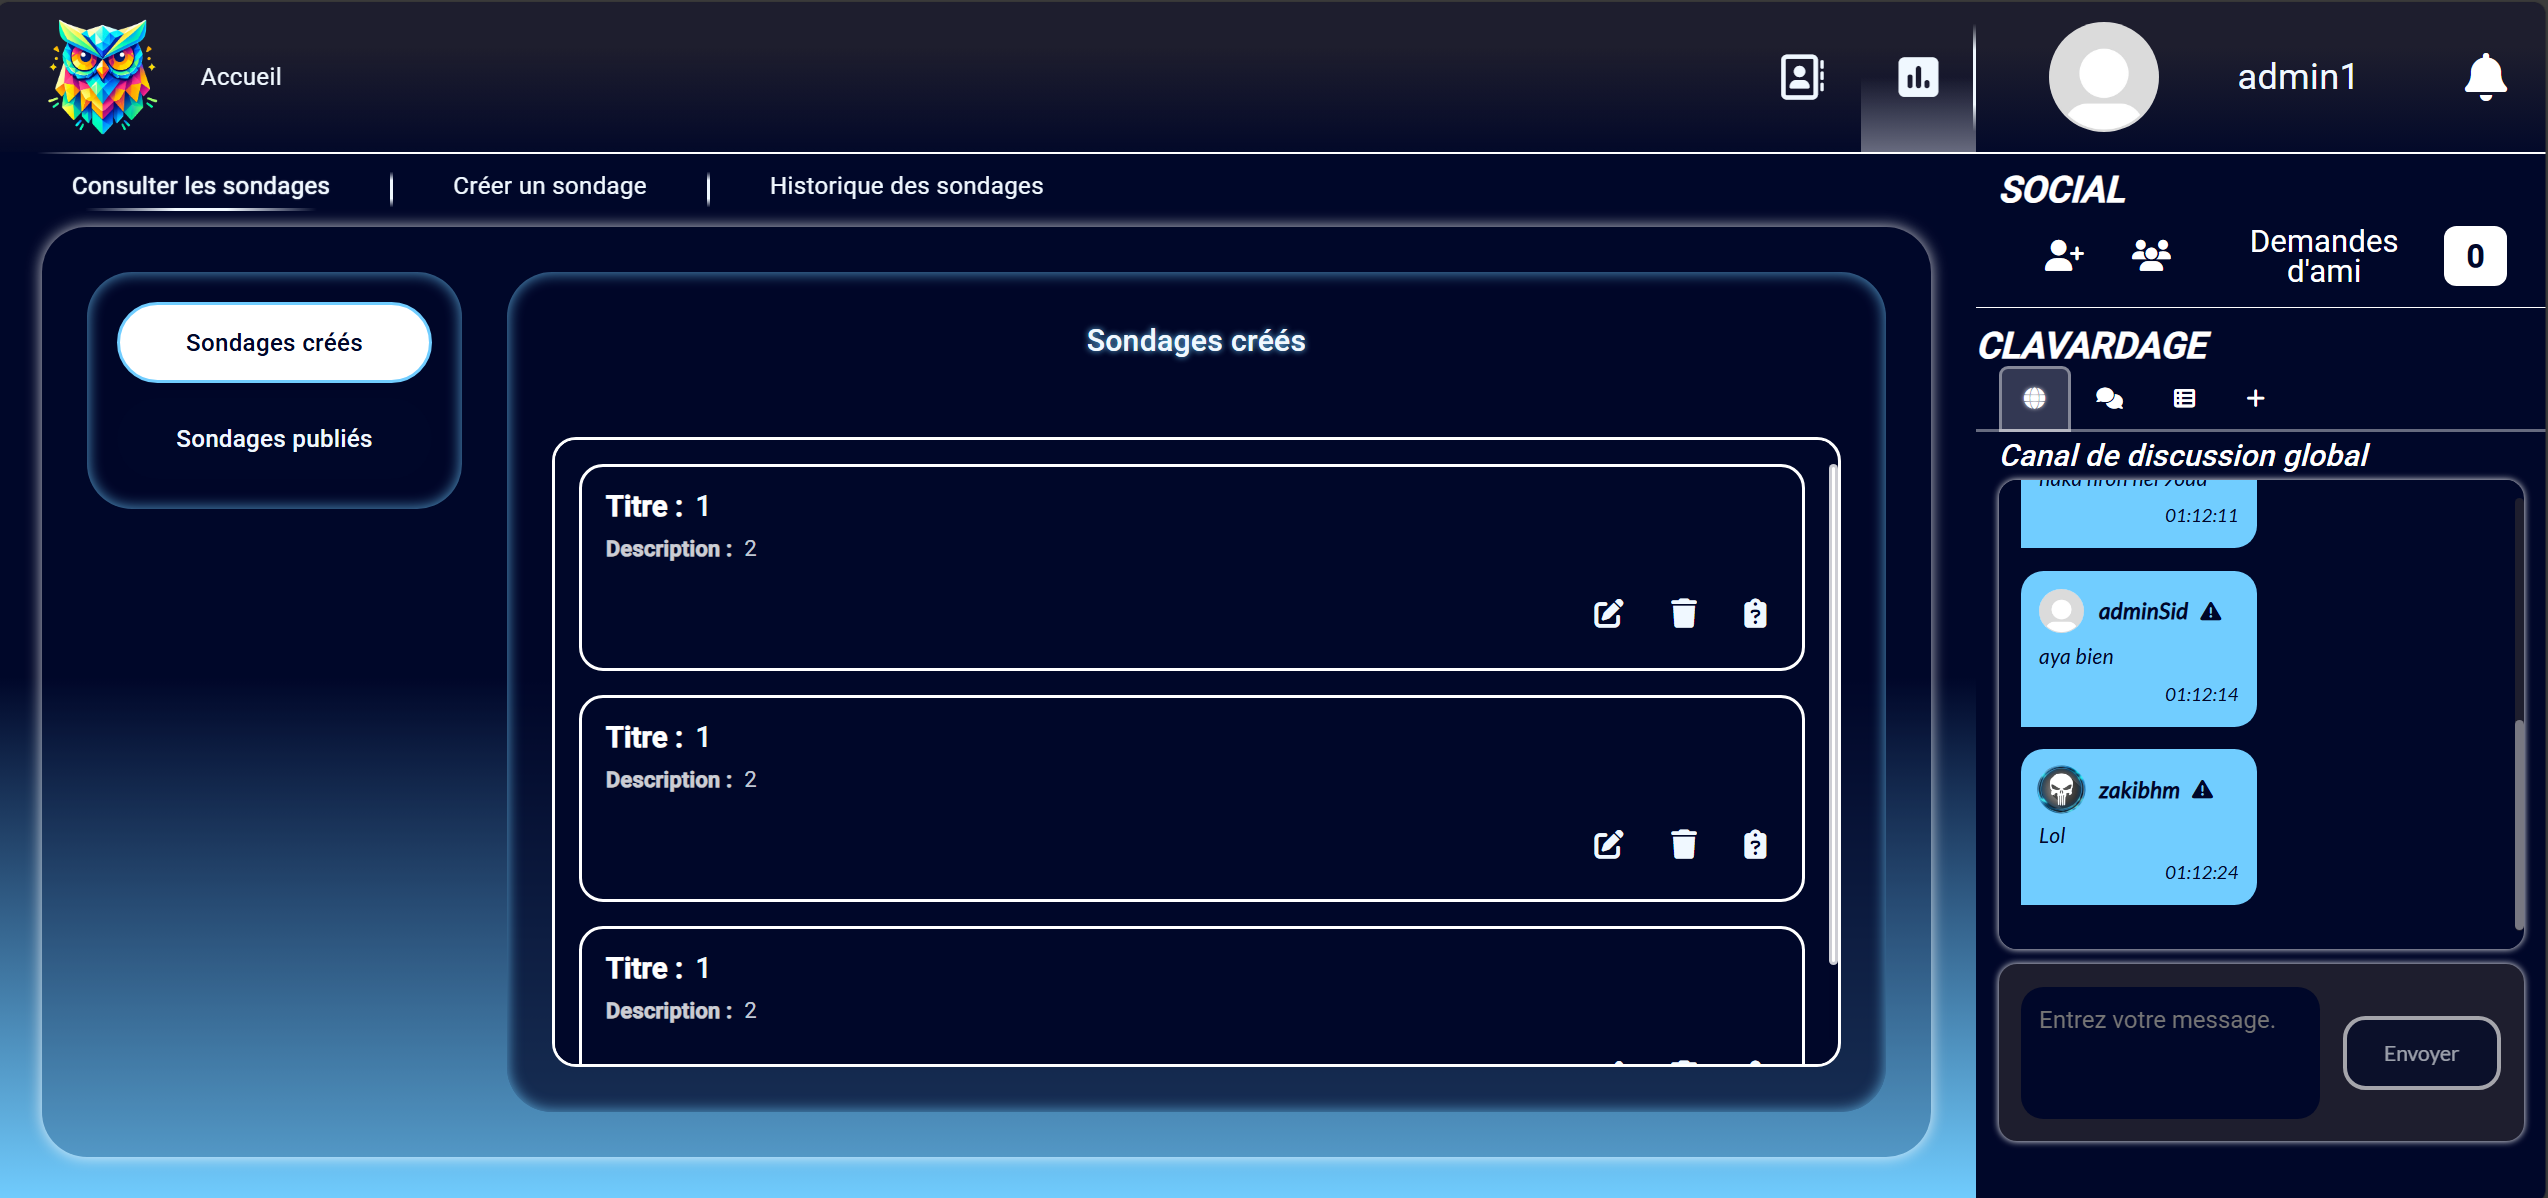 Accueil
admin1
Consulter les sondages
Créer un sondage
Historique des sondages
Sondages créés
Sondages publiés
Sondages créés
Titre : 1
Description : 2
Titre : 1
Description : 2
Titre : 1
Description : 2
SOCIAL
Demandes
d'ami
0
CLAVARDAGE
Canal de discussion global
01:12:11
adminSid
aya bien
01:12:14
zakibhm
Lol
01:12:24
Entrez votre message.
Envoyer